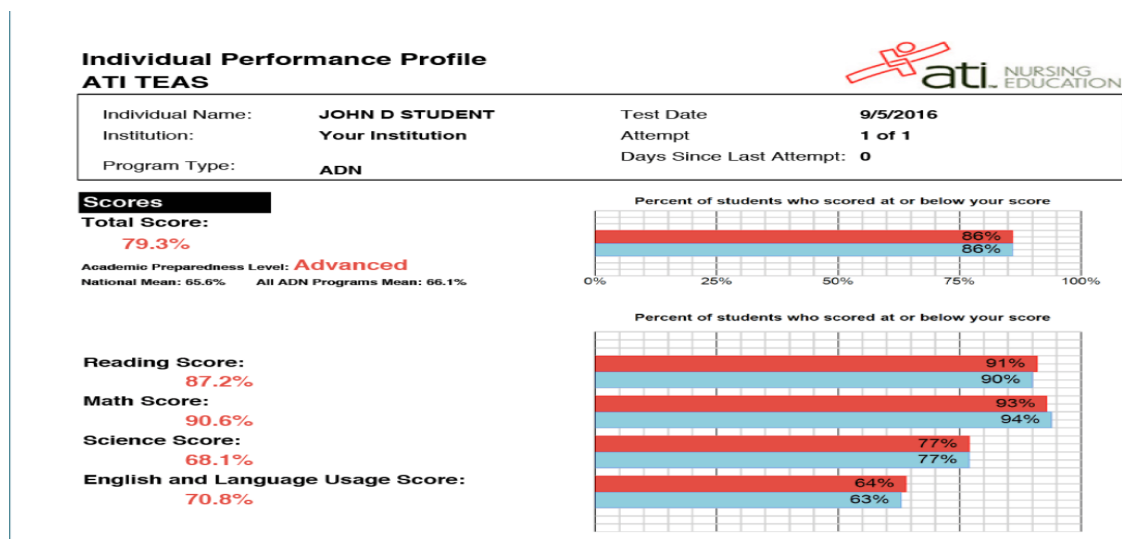 Individual Performance Profile
ATI TEAS
ati NURSING EDUCATION
Individual Name: JOHN D STUDENT Test Date 9/5/2016
Institution: Your Institution Attempt 1 of 1
Days Since Last Attempt: 0
Program Type: ADN
Scores
Percent of students who scored at or below your score
Total Score:
79.3%
86%
86%
Academic Preparedness Level: Advanced
National Mean: 65.6% All ADN Programs Mean: 66.1%
0% 25% 50% 75% 100%
Percent of students who scored at or below your score
Reading Score:
91%
87.2%
90%
Math Score:
93%
90.6%
94%
Science Score:
77%
68.1%
77%
English and Language Usage Score:
64%
70.8%
63%